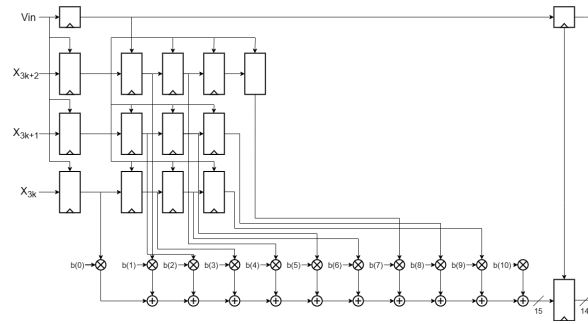 Vin
X3k+2
X3k+1
X3k
b(0) b(1) b(2) b(3) b(4) b(5) b(6) b(7) b(8) b(9) b(10)
15 14